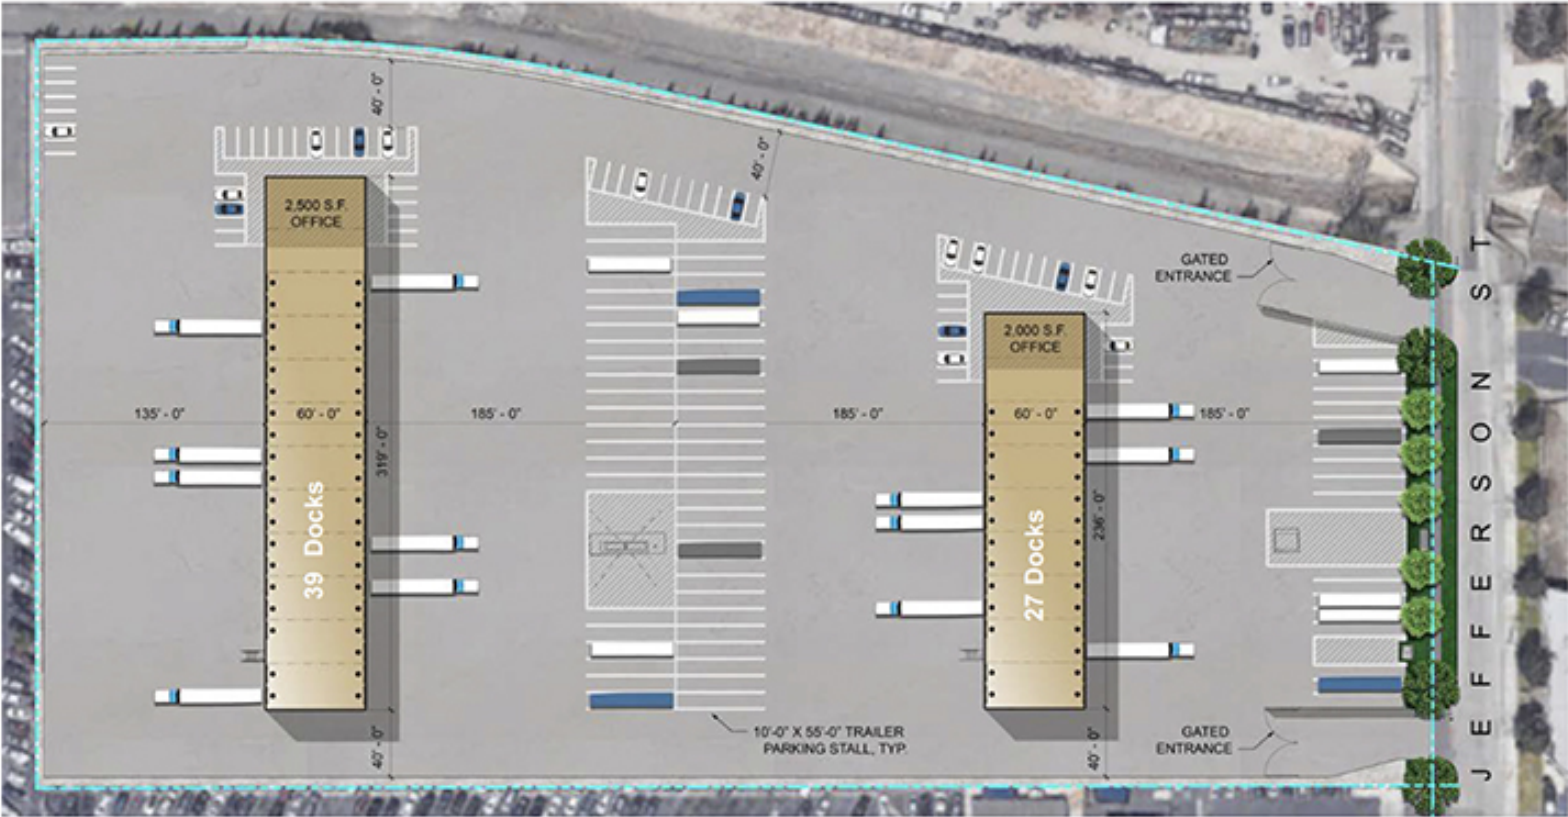 40' - 0"
40' - 0"
2,500 S.F.
OFFICE
GATED
ENTRANCE
2,000 S.F.
OFFICE
135' - 0"
60' - 0"
185' - 0"
185' - 0"
60' - 0"
185' - 0"
319' - 0"
39 Docks
236' - 0"
27 Docks
JEFFERSON ST
10'-0" X 55'-0" TRAILER
PARKING STALL, TYP.
GATED
ENTRANCE
40' - 0"
40' - 0"